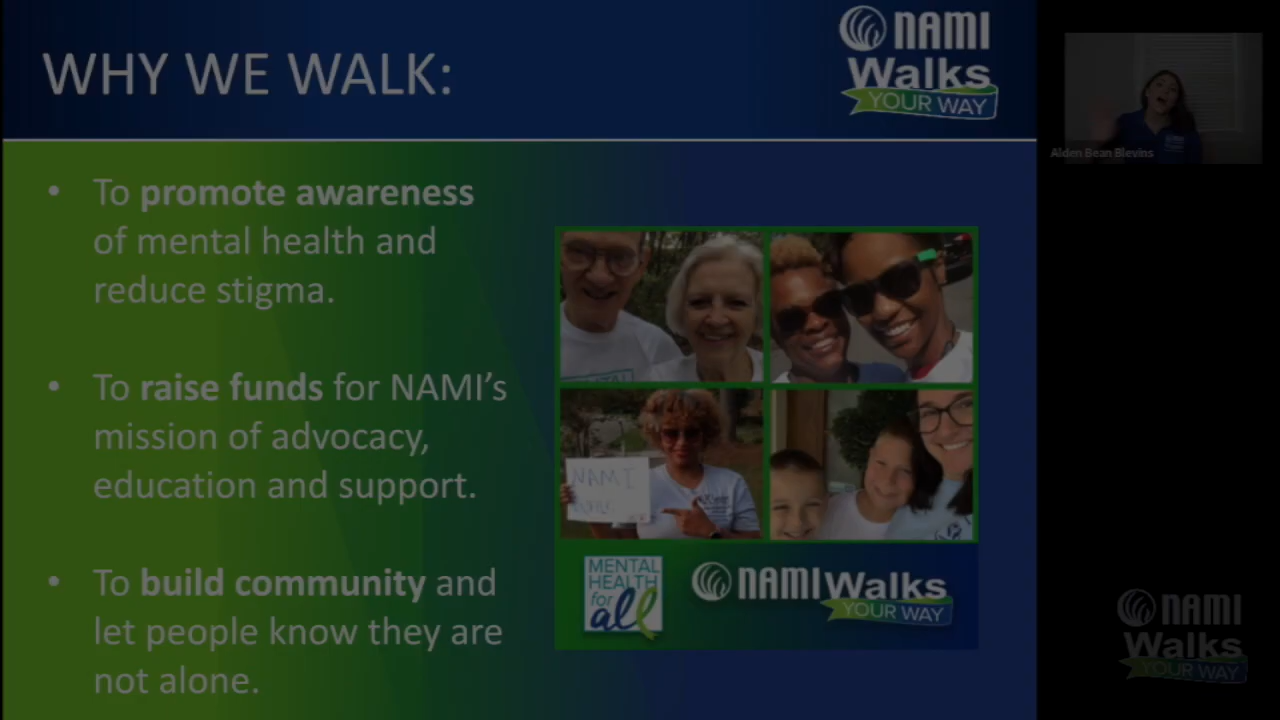 WHY WE WALK:
NAMI
Walks
YOUR WAY
Alden Bean Blevins
• To promote awareness
of mental health and
reduce stigma.
• To raise funds for NAMI’s
mission of advocacy,
education and support.
• To build community and
let people know they are
not alone.
NAMI
MENTAL
HEALTH
for
all
NAMIWalks
YOUR WAY
NAMI
Walks
YOUR WAY